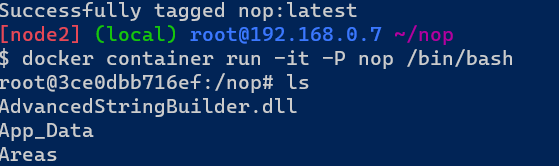 Successfully tagged nop:latest
[node2] (local) root@192.168.0.7 ~/nop
$ docker container run -it -P nop /bin/bash
root@3ce0dbb716ef:/nop# ls
AdvancedStringBuilder.dll
App_Data
Areas